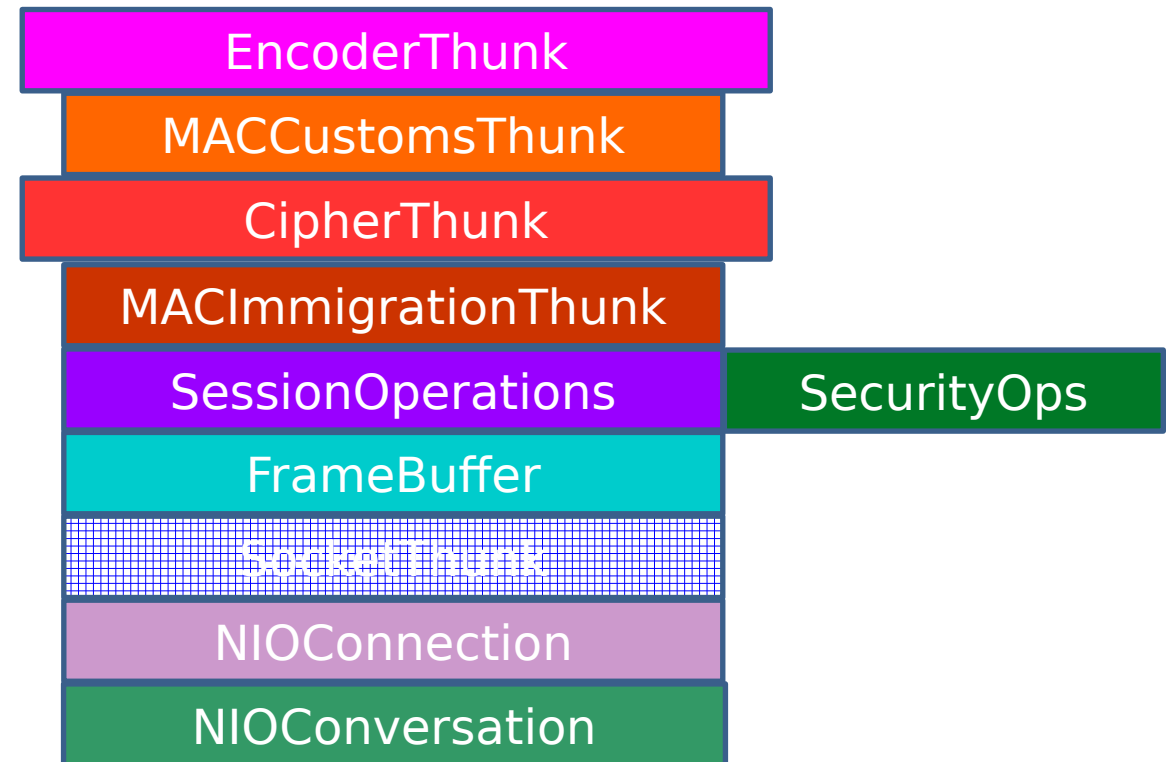 EncoderThunk
MACCustomsThunk
CipherThunk
MACImmigrationThunk
SessionOperations
SecurityOps
FrameBuffer
SocketThunk
NIOConnection
NIOConversation